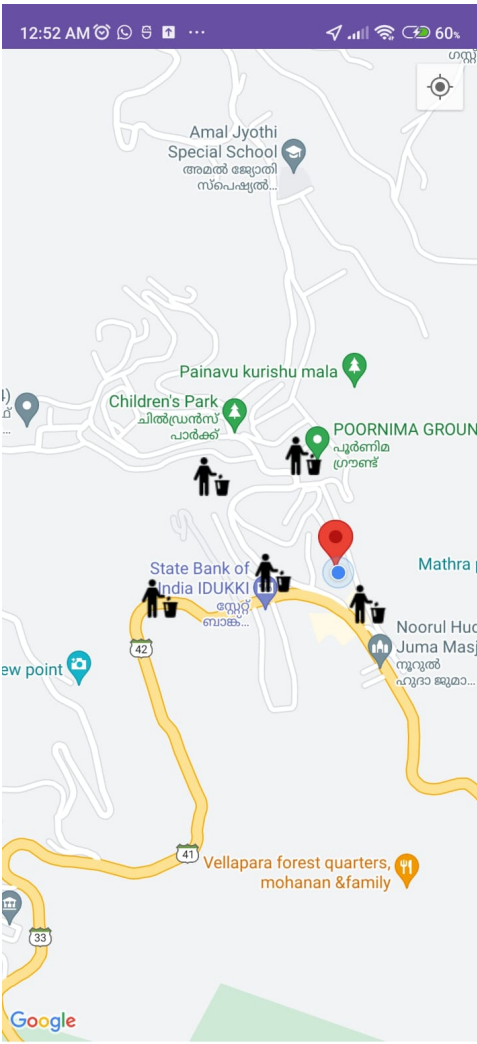 12:52 AM
60%
ഗസ്റ്റ്
Amal Jyothi
Special School
അമൽ ജ്യോതി
സ്പെഷ്യൽ...
Painavu kurishu mala
Children's Park
ചിൽഡ്രൻസ്
പാർക്ക്
POORNIMA GROUN
പൂർണിമ
ഗ്രൗണ്ട്
State Bank of
India IDUKKI
സ്റ്റേറ്റ്
ബാങ്ക്...
Mathra p
Noorul Hud
Juma Masj
നൂറുൽ
ഹുദാ ജുമാ...
42
ew point
41
Vellapara forest quarters,
mohanan &family
33
Google